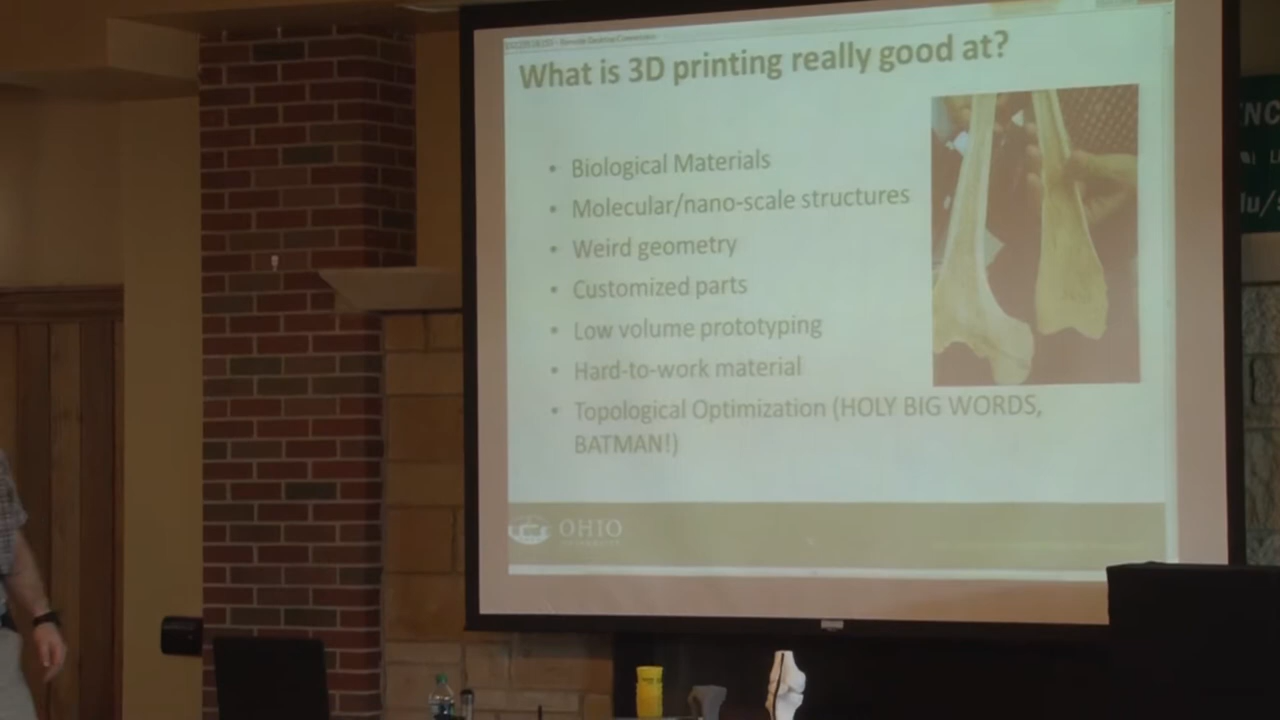 What is 3D printing really good at?
• Biological Materials
• Molecular/nano-scale structures
• Weird geometry
• Customized parts
• Low volume prototyping
• Hard-to-work material
• Topological Optimization (HOLY BIG WORDS,
BATMAN!)
OHIO